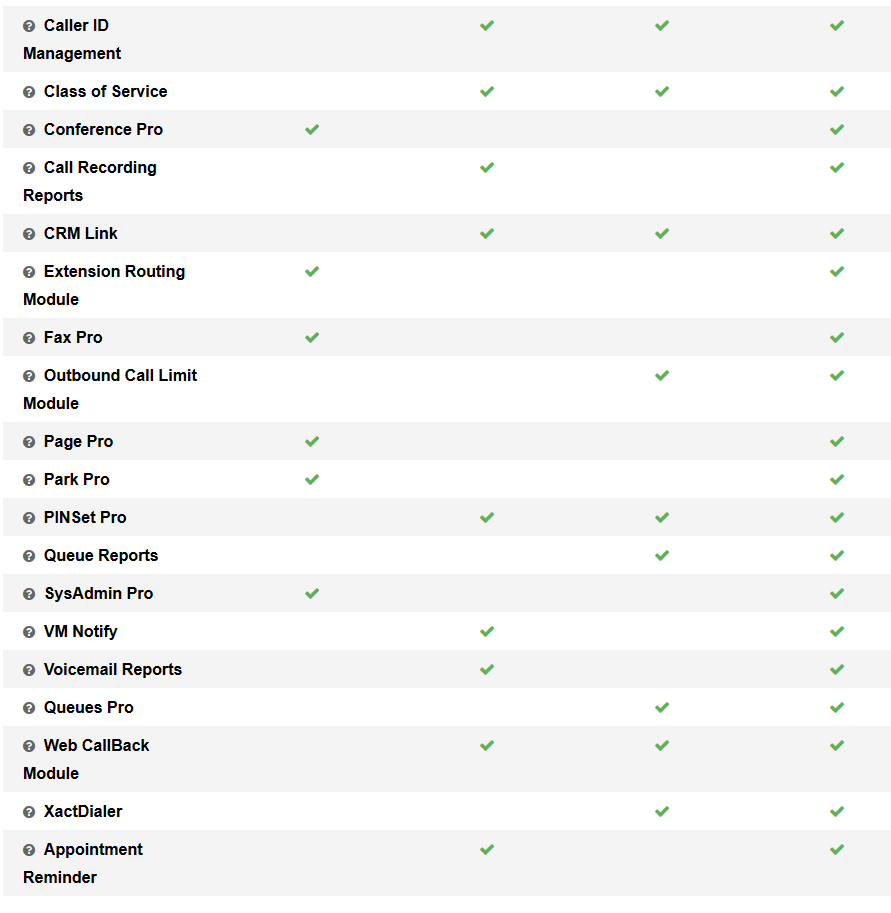 Caller ID
Management
Class of Service
Conference Pro
Call Recording
Reports
CRM Link
Extension Routing
Module
Fax Pro
Outbound Call Limit
Module
Page Pro
Park Pro
PINSet Pro
Queue Reports
SysAdmin Pro
VM Notify
Voicemail Reports
Queues Pro
Web CallBack
Module
XactDialer
Appointment
Reminder